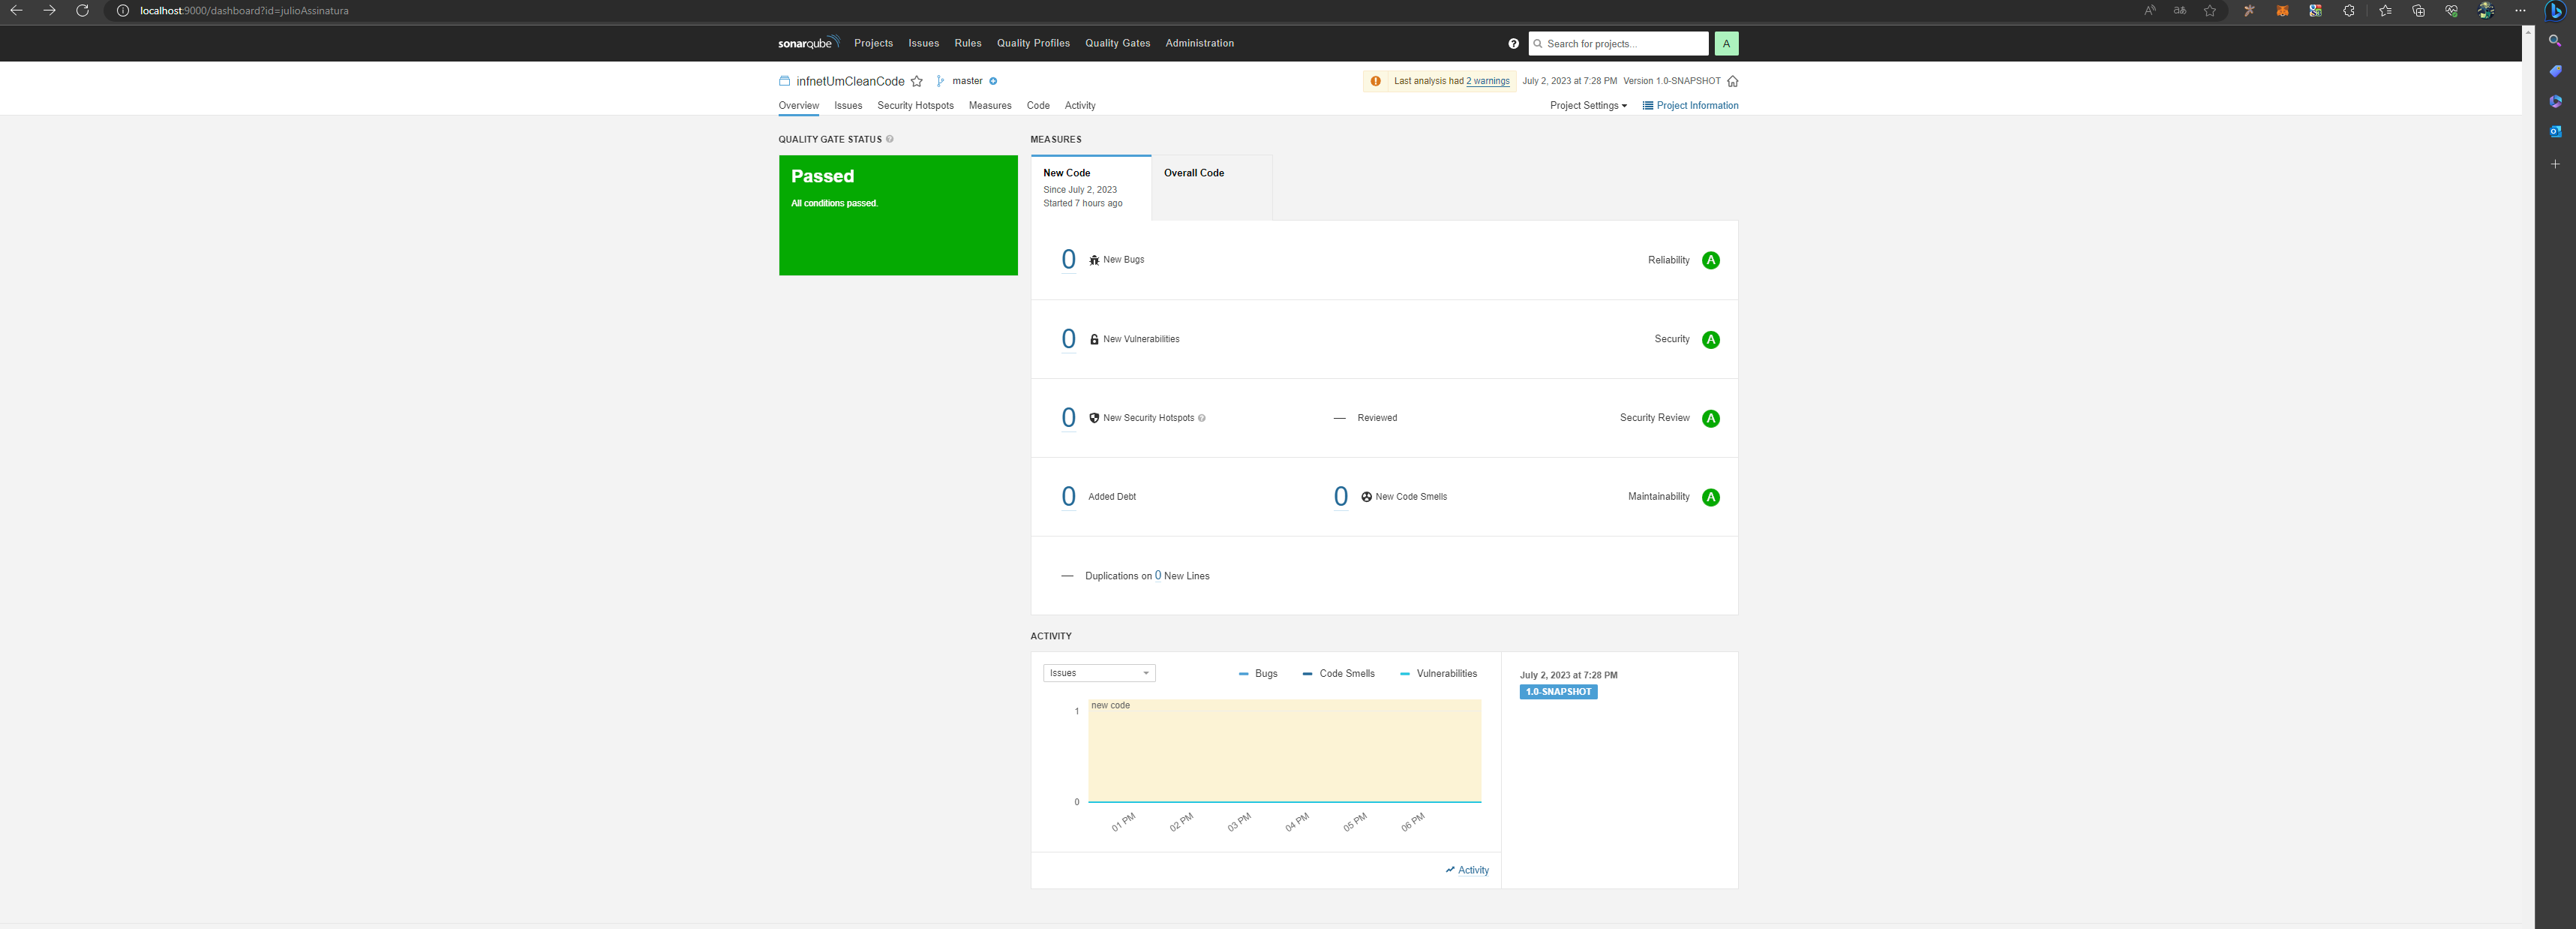 localhost:9000/dashboard?id=julioAssinatura
sonarqube Projects Issues Rules Quality Profiles Quality Gates Administration Search for projects... A
infnetUmCleanCode master Last analysis had 2 warnings July 2, 2023 at 7:28 PM Version 1.0-SNAPSHOT
Overview Issues Security Hotspots Measures Code Activity Project Settings Project Information
QUALITY GATE STATUS
Passed
All conditions passed.
MEASURES
New Code
Since July 2, 2023
Started 7 hours ago
Overall Code
0 New Bugs Reliability A
0 New Vulnerabilities Security A
0 New Security Hotspots — Reviewed Security Review A
0 Added Debt 0 New Code Smells Maintainability A
— Duplications on 0 New Lines
ACTIVITY
Issues Bugs Code Smells Vulnerabilities
new code
1
0
01 PM 02 PM 03 PM 04 PM 05 PM 06 PM
Activity
July 2, 2023 at 7:28 PM
1.0-SNAPSHOT